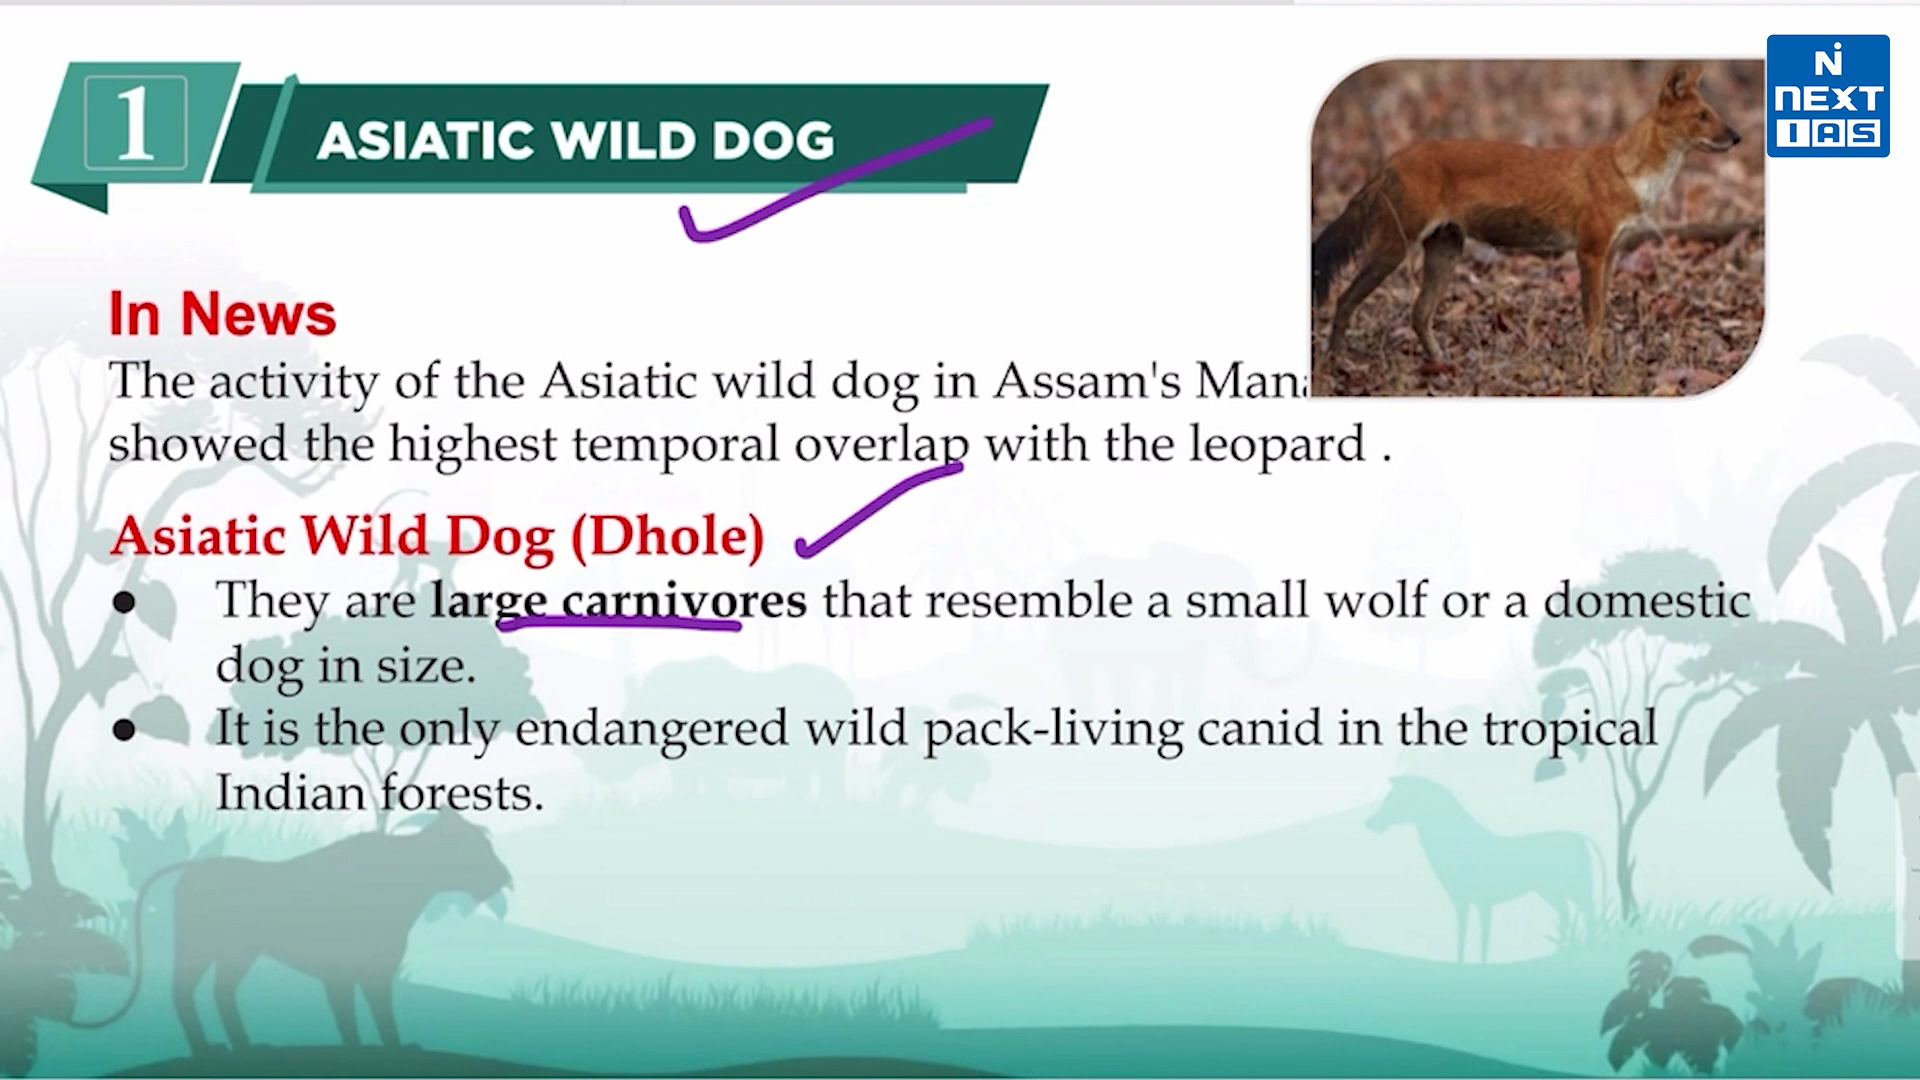 1
ASIATIC WILD DOG
NEXT
IAS
In News
The activity of the Asiatic wild dog in Assam's
showed the highest temporal overlap with the leopard .
Asiatic Wild Dog (Dhole)
● They are large carnivores that resemble a small wolf or a domestic
dog in size.
● It is the only endangered wild pack-living canid in the tropical
Indian forests.